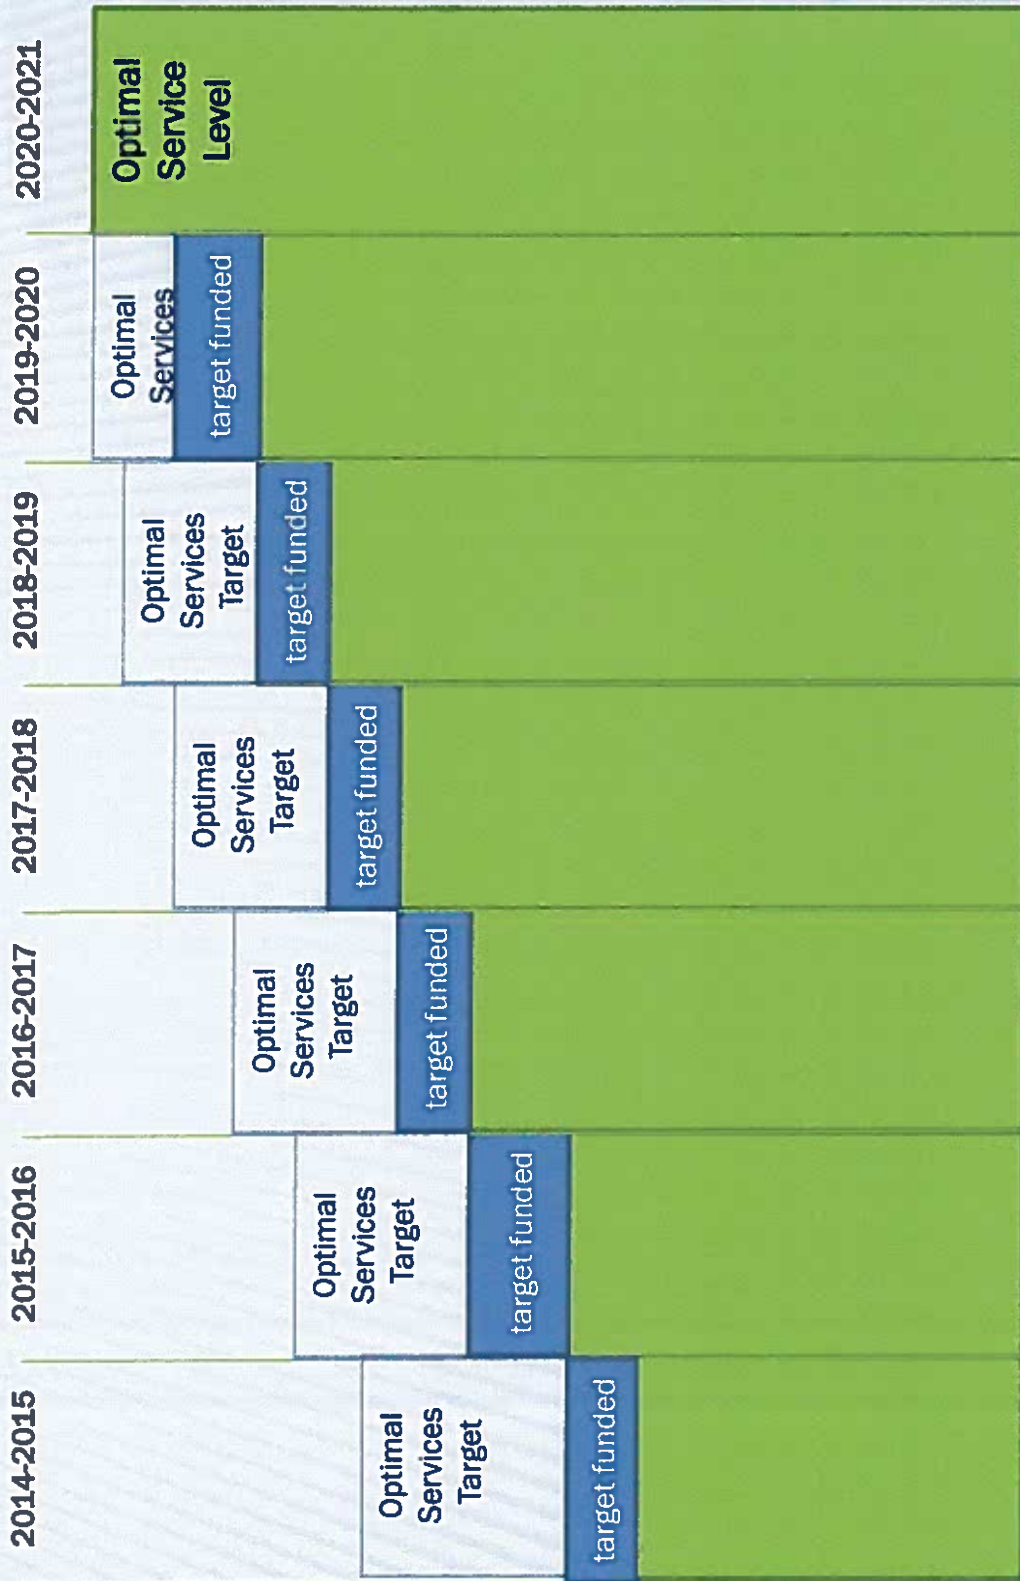 2014-2015
2015-2016
2016-2017
2017-2018
2018-2019
2019-2020
2020-2021
Optimal
Services
Target
target funded
Optimal
Services
Target
target funded
Optimal
Services
Target
target funded
Optimal
Services
Target
target funded
Optimal
Services
Target
target funded
Optimal
Services
target funded
Optimal
Service
Level